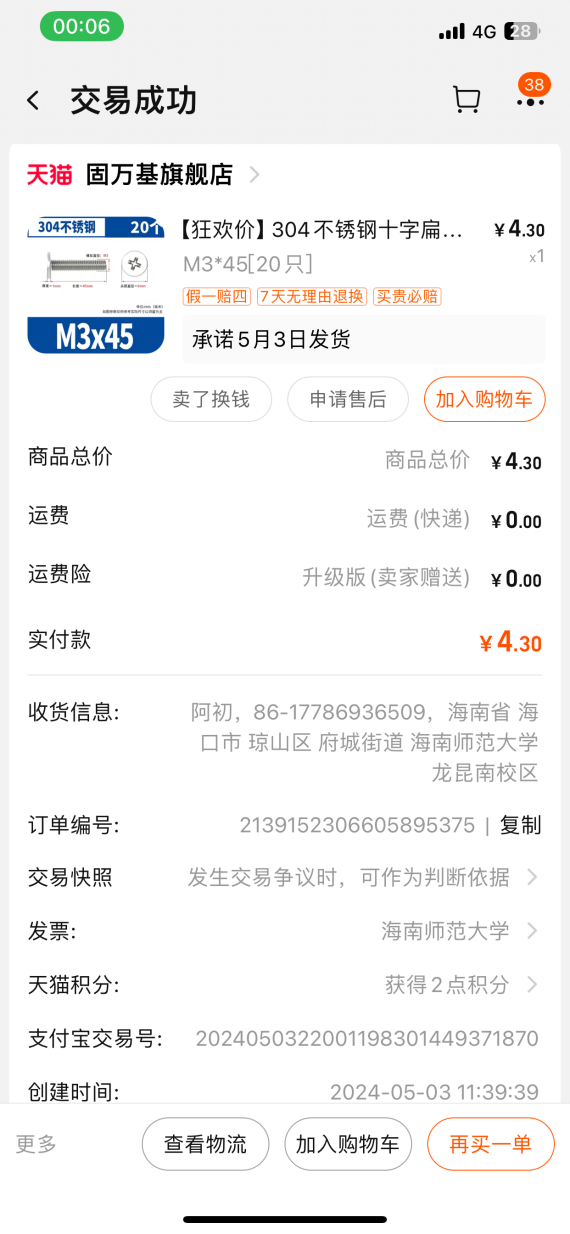 00:06
4G 28
交易成功
38
天猫 固万基旗舰店
304不锈钢 20个
M3x45
【狂欢价】304不锈钢十字扁... ¥4.30
M3*45[20只] x1
假一赔四 7天无理由退换 买贵必赔
承诺5月3日发货
卖了换钱 申请售后 加入购物车
商品总价 商品总价 ¥4.30
运费 运费(快递) ¥0.00
运费险 升级版(卖家赠送) ¥0.00
实付款 ¥4.30
收货信息: 阿初，86-17786936509，海南省 海
口市 琼山区 府城街道 海南师范大学
龙昆南校区
订单编号: 2139152306605895375 | 复制
交易快照 发生交易争议时，可作为判断依据
发票: 海南师范大学
天猫积分: 获得2点积分
支付宝交易号: 2024050322001198301449371870
创建时间: 2024-05-03 11:39:39
更多 查看物流 加入购物车 再买一单